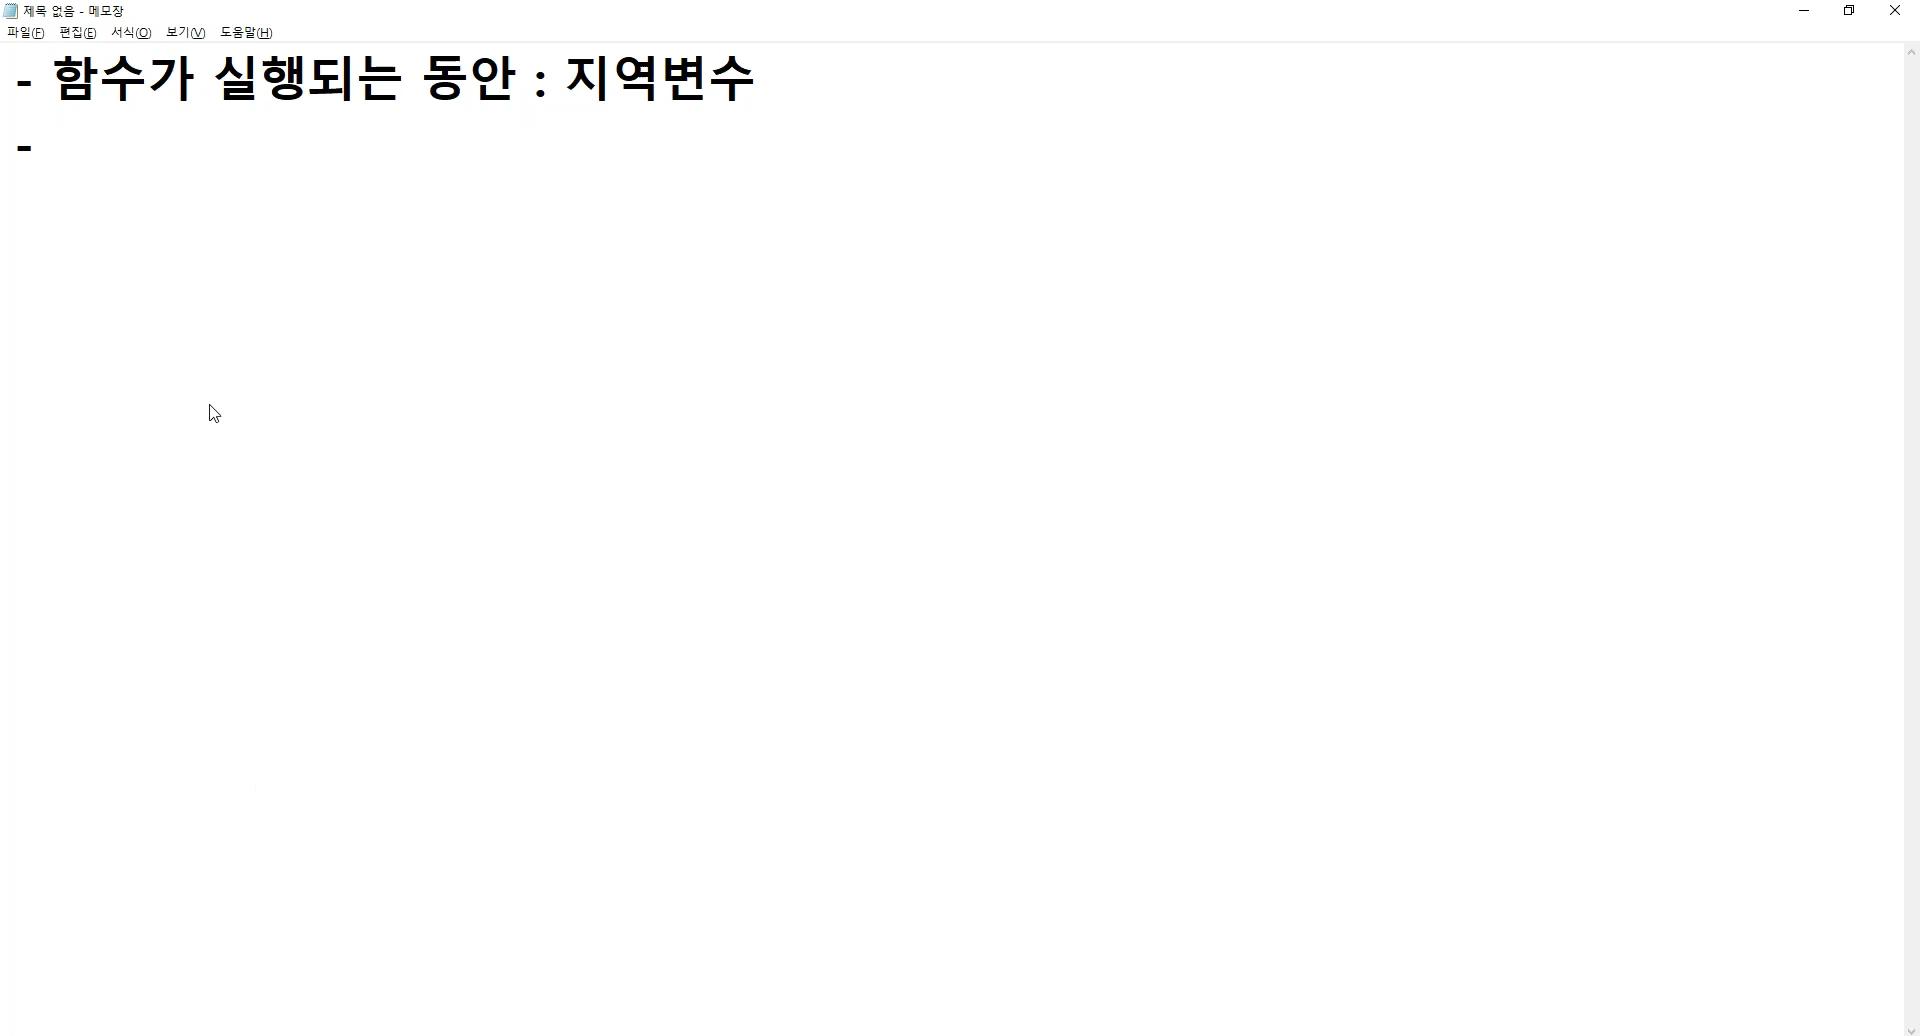 제목 없음 - 메모장
파일(F) 편집(E) 서식(O) 보기(V) 도움말(H)
- 함수가 실행되는 동안 : 지역변수
-